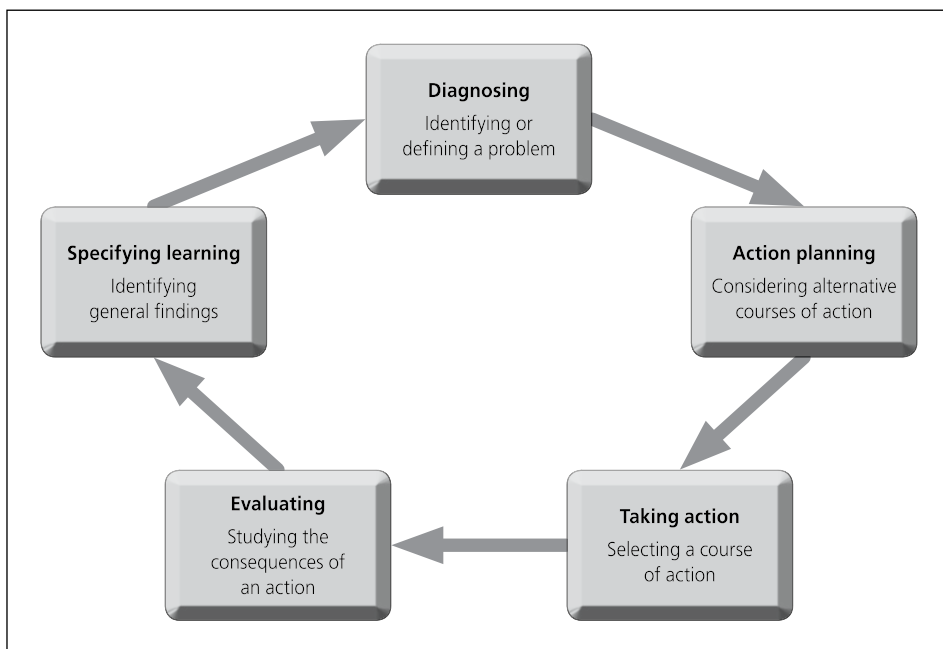 Diagnosing
Identifying or
defining a problem
Action planning
Considering alternative
courses of action
Taking action
Selecting a course
of action
Evaluating
Studying the
consequences of
an action
Specifying learning
Identifying
general findings